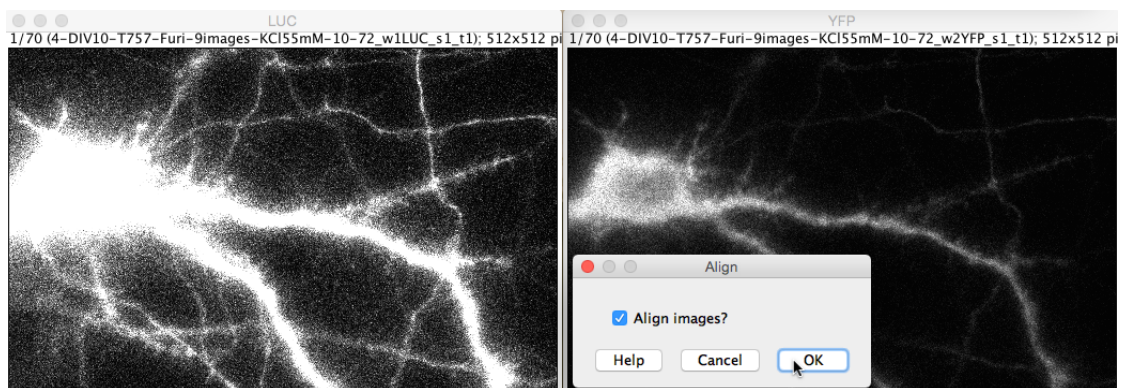 LUC
1/70 (4-DIV10-T757-Furi-9images-KCl55mM-10-72_w1LUC_s1_t1); 512x512 pi
YFP
1/70 (4-DIV10-T757-Furi-9images-KCl55mM-10-72_w2YFP_s1_t1); 512x512 pi
Align
Align images?
Help Cancel OK